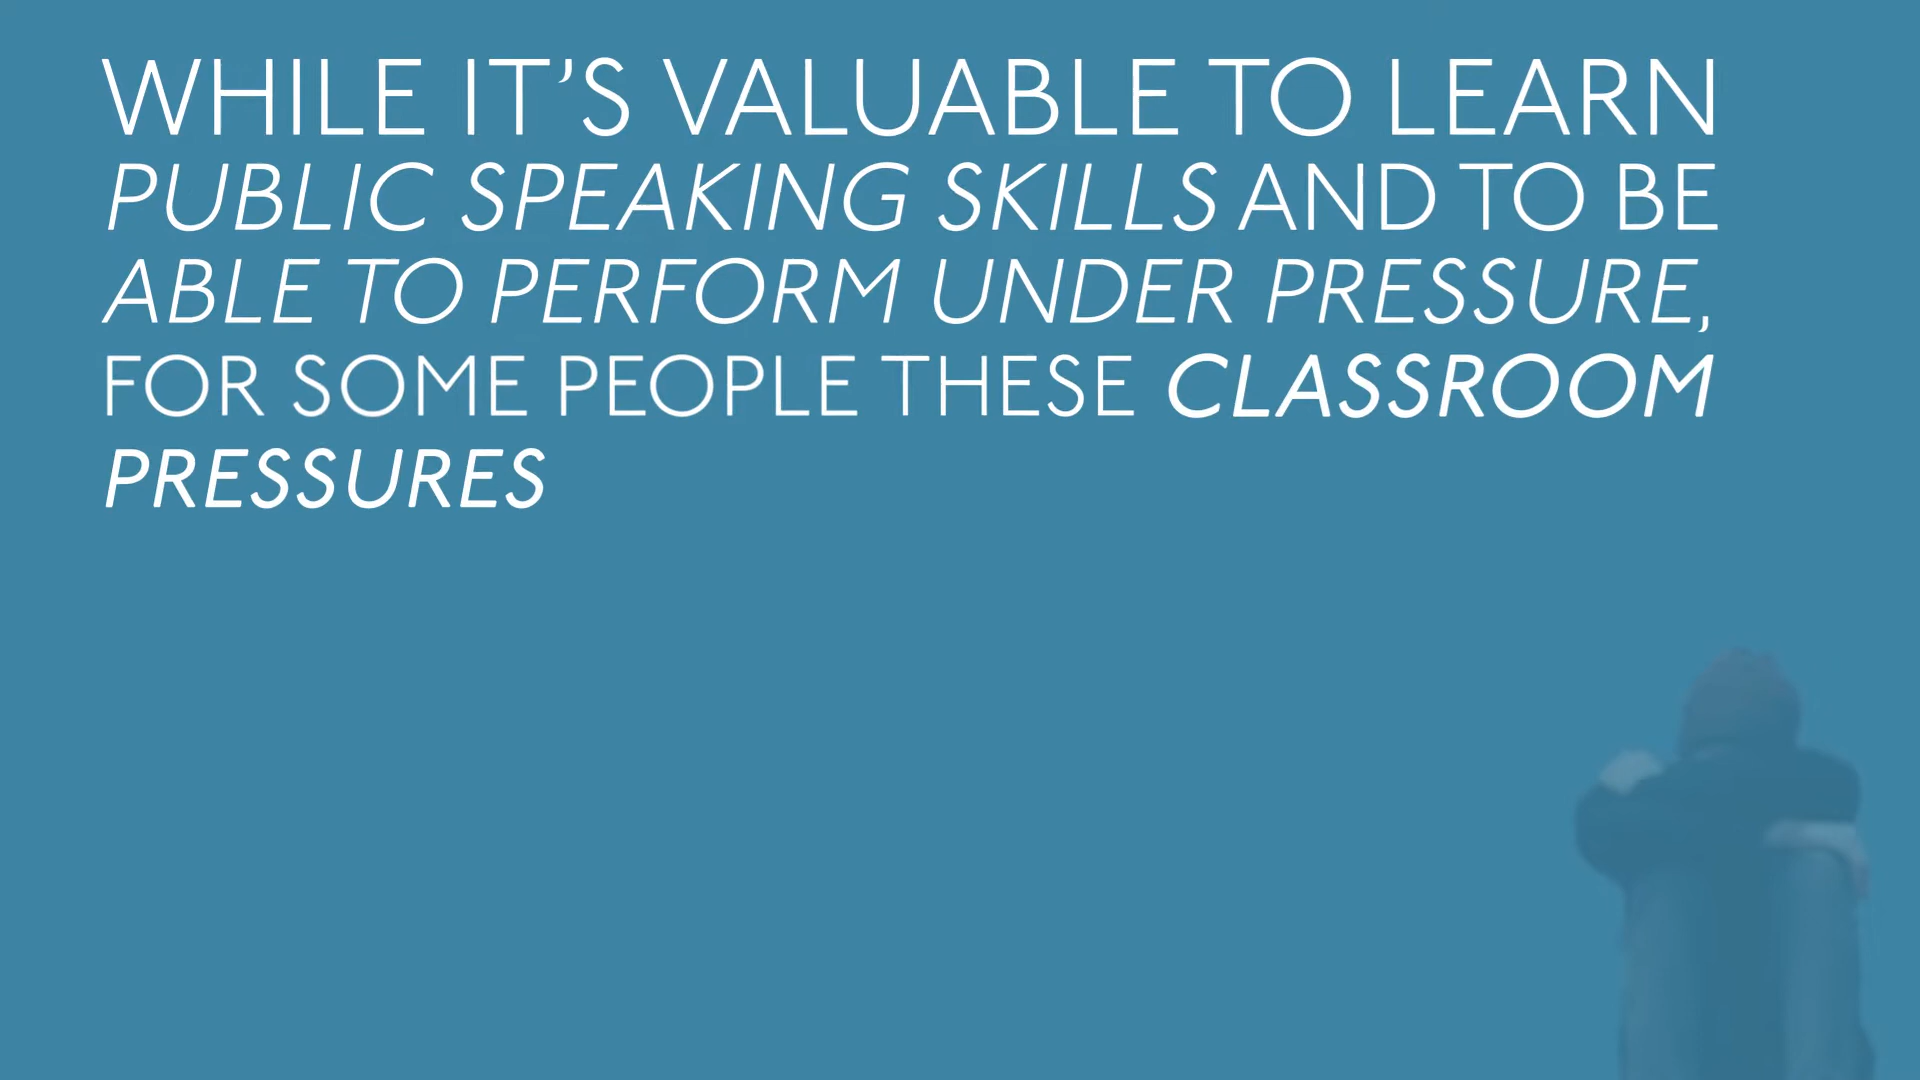 WHILE IT’S VALUABLE TO LEARN
PUBLIC SPEAKING SKILLS AND TO BE
ABLE TO PERFORM UNDER PRESSURE,
FOR SOME PEOPLE THESE CLASSROOM
PRESSURES